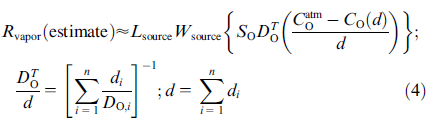 R_vapor(estimate)≈L_source W_source{S_O D_O^T((C_O^atm − C_O(d))/d)};
D_O^T/d = [∑_{i=1}^{n} d_i/D_{O,i}]^{−1}; d = ∑_{i=1}^{n} d_i (4)